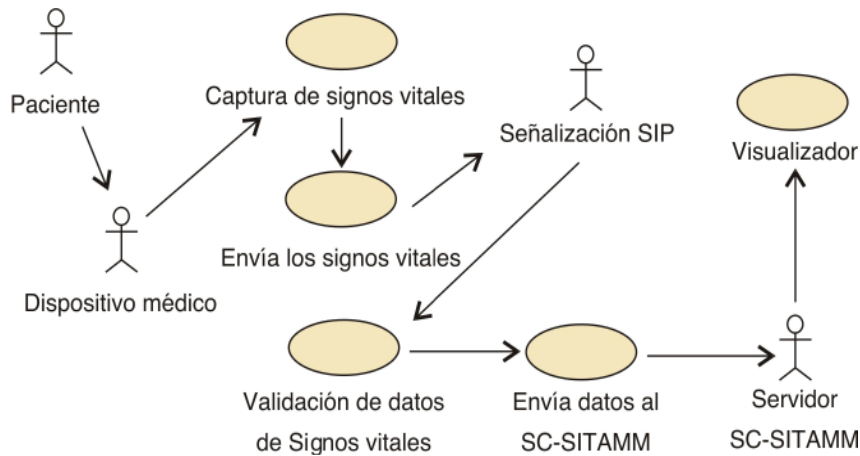 Paciente
Captura de signos vitales
Señalización SIP
Visualizador
Envía los signos vitales
Dispositivo médico
Validación de datos
de Signos vitales
Envía datos al
SC-SITAMM
Servidor
SC-SITAMM